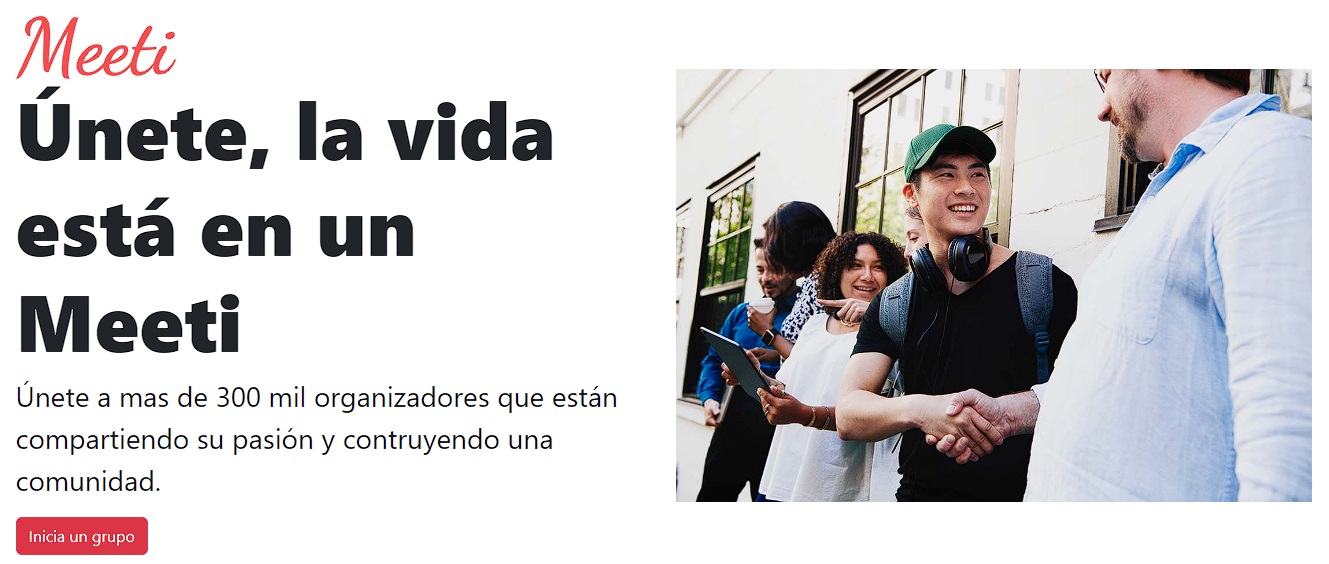 Meeti
Únete, la vida
está en un
Meeti
Únete a mas de 300 mil organizadores que están
compartiendo su pasión y contruyendo una
comunidad.
Inicia un grupo